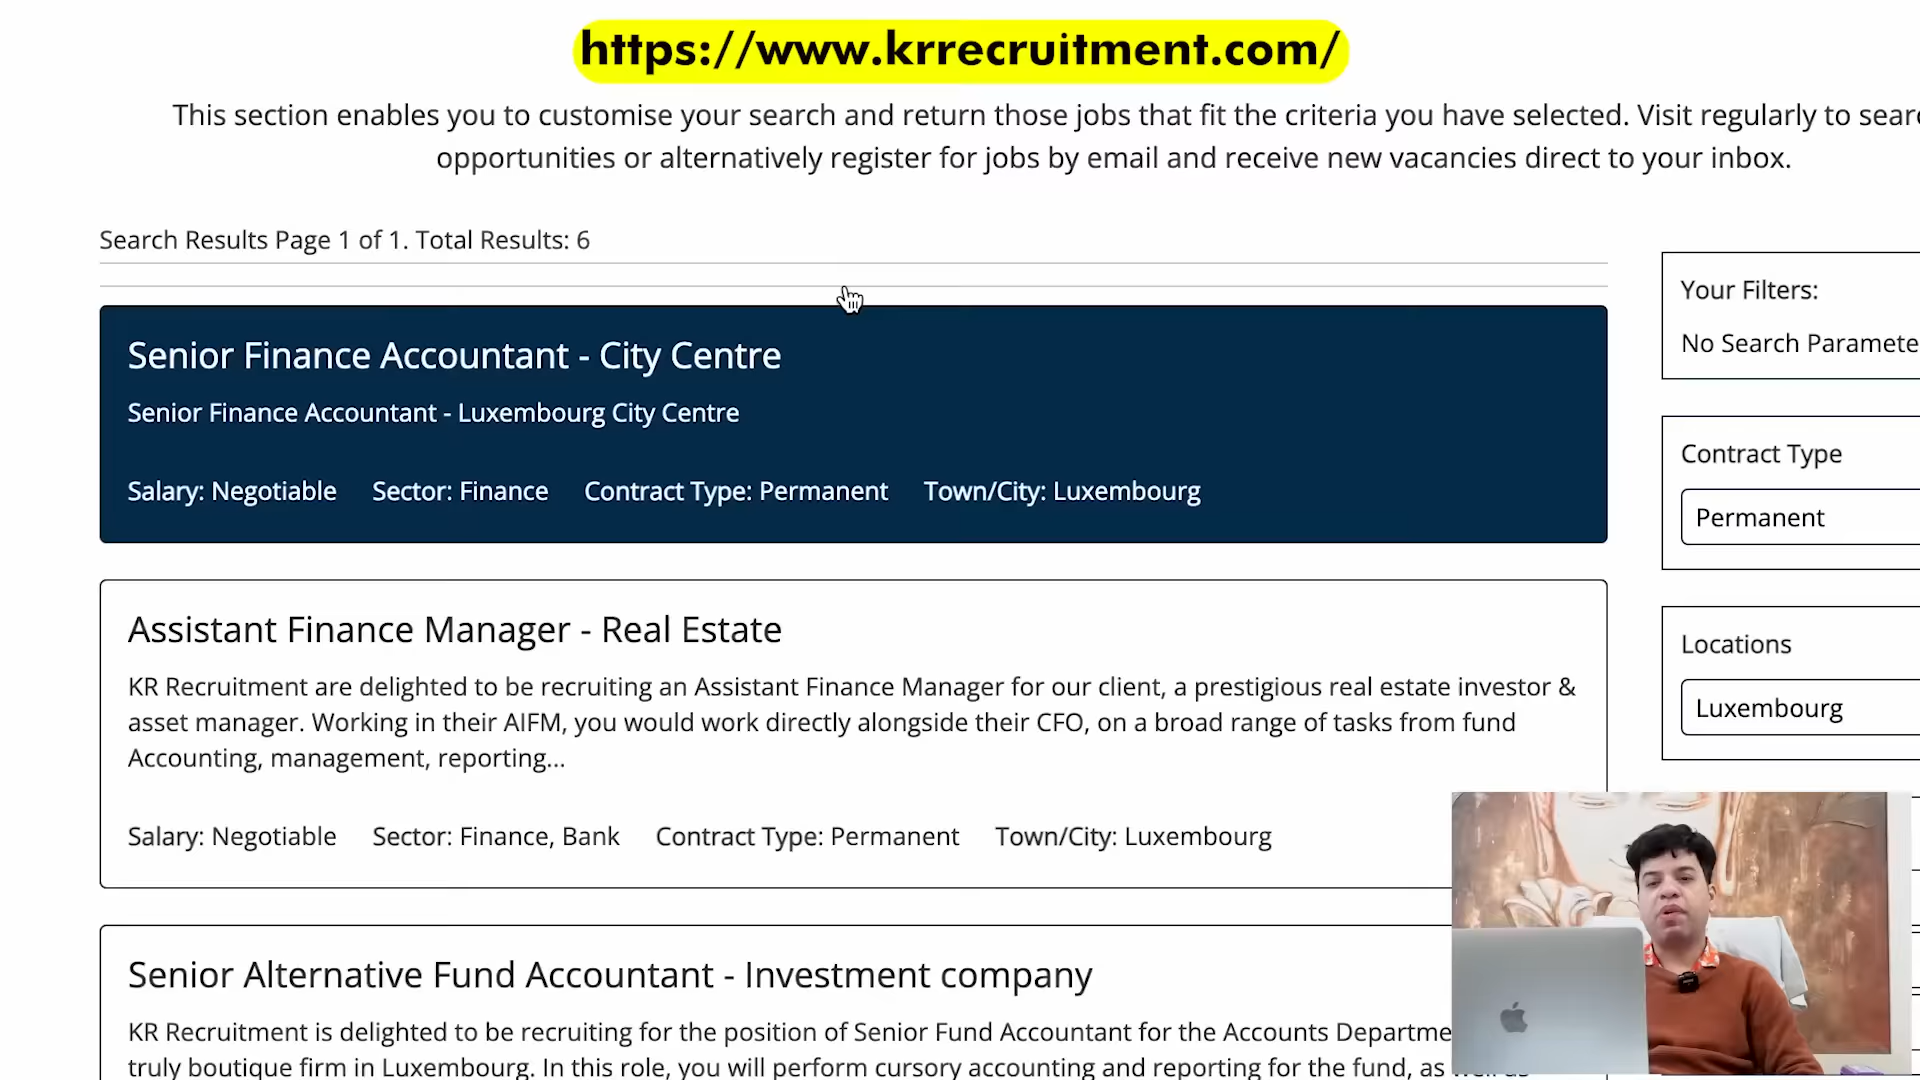 https://www.krrecruitment.com/
This section enables you to customise your search and return those jobs that fit the criteria you have selected. Visit regularly to
opportunities or alternatively register for jobs by email and receive new vacancies direct to your inbox.
Search Results Page 1 of 1. Total Results: 6
Your Filters:
No Search
Senior Finance Accountant - City Centre
Senior Finance Accountant - Luxembourg City Centre
Salary: Negotiable Sector: Finance Contract Type: Permanent Town/City: Luxembourg
Contract Type
Permanent
Assistant Finance Manager - Real Estate
KR Recruitment are delighted to be recruiting an Assistant Finance Manager for our client, a prestigious real estate investor &
asset manager. Working in their AIFM, you would work directly alongside their CFO, on a broad range of tasks from fund
Accounting, management, reporting...
Salary: Negotiable Sector: Finance, Bank Contract Type: Permanent Town/City: Luxembourg
Locations
Luxembourg
Senior Alternative Fund Accountant - Investment company
KR Recruitment is delighted to be recruiting for the position of Senior Fund Accountant for the Accounts
truly boutique firm in Luxembourg. In this role, you will perform cursory accounting and reporting for the fund, as